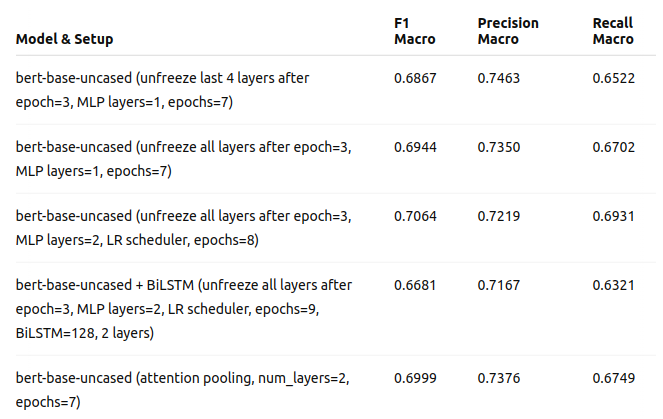 Model & Setup F1 Macro Precision Macro Recall Macro
bert-base-uncased (unfreeze last 4 layers after 0.6867 0.7463 0.6522
epoch=3, MLP layers=1, epochs=7)
bert-base-uncased (unfreeze all layers after epoch=3, 0.6944 0.7350 0.6702
MLP layers=1, epochs=7)
bert-base-uncased (unfreeze all layers after epoch=3, 0.7064 0.7219 0.6931
MLP layers=2, LR scheduler, epochs=8)
bert-base-uncased + BiLSTM (unfreeze all layers after 0.6681 0.7167 0.6321
epoch=3, MLP layers=2, LR scheduler, epochs=9,
BiLSTM=128, 2 layers)
bert-base-uncased (attention pooling, num_layers=2, 0.6999 0.7376 0.6749
epochs=7)